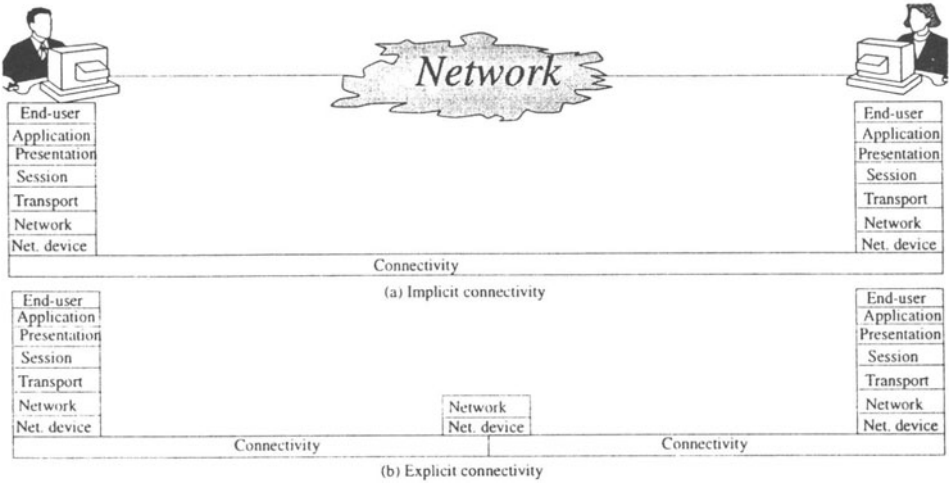 Network
End-user
Application
Presentation
Session
Transport
Network
Net. device
End-user
Application
Presentation
Session
Transport
Network
Net. device
Connectivity
(a) Implicit connectivity
End-user
Application
Presentation
Session
Transport
Network
Net. device
Network
Net. device
End-user
Application
Presentation
Session
Transport
Network
Net. device
Connectivity
Connectivity
(b) Explicit connectivity